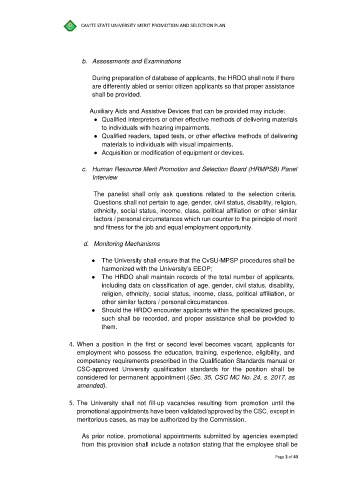 CAVITE STATE UNIVERSITY MERIT PROMOTION AND SELECTION PLAN
b. Assessments and Examinations
During preparation of database of applicants, the HRDO shall note if there
are differently abled or senior citizen applicants so that proper assistance
shall be provided.
Auxiliary Aids and Assistive Devices that can be provided may include:
● Qualified interpreters or other effective methods of delivering materials
to individuals with hearing impairments.
● Qualified readers, taped texts, or other effective methods of delivering
materials to individuals with visual impairments.
● Acquisition or modification of equipment or devices.
c. Human Resource Merit Promotion and Selection Board (HRMPSB) Panel
Interview
The panelist shall only ask questions related to the selection criteria.
Questions shall not pertain to age, gender, civil status, disability, religion,
ethnicity, social status, income, class, political affiliation or other similar
factors / personal circumstances which run counter to the principle of merit
and fitness for the job and equal employment opportunity.
d. Monitoring Mechanisms
● The University shall ensure that the CvSU-MPSP procedures shall be
harmonized with the University's EEOP;
● The HRDO shall maintain records of the total number of applicants,
including data on classification of age, gender, civil status, disability,
religion, ethnicity, social status, income, class, political affiliation, or
other similar factors / personal circumstances.
● Should the HRDO encounter applicants within the specialized groups,
such shall be recorded, and proper assistance shall be provided to
them.
4. When a position in the first or second level becomes vacant, applicants for
employment who possess the education, training, experience, eligibility, and
competency requirements prescribed in the Qualification Standards manual or
CSC-approved University qualification standards for the position shall be
considered for permanent appointment (Sec. 35, CSC MC No. 24, s. 2017, as
amended).
5. The University shall not fill-up vacancies resulting from promotion until the
promotional appointments have been validated/approved by the CSC, except in
meritorious cases, as may be authorized by the Commission.
As prior notice, promotional appointments submitted by agencies exempted
from this provision shall include a notation stating that the employee shall be
Page 3 of 45